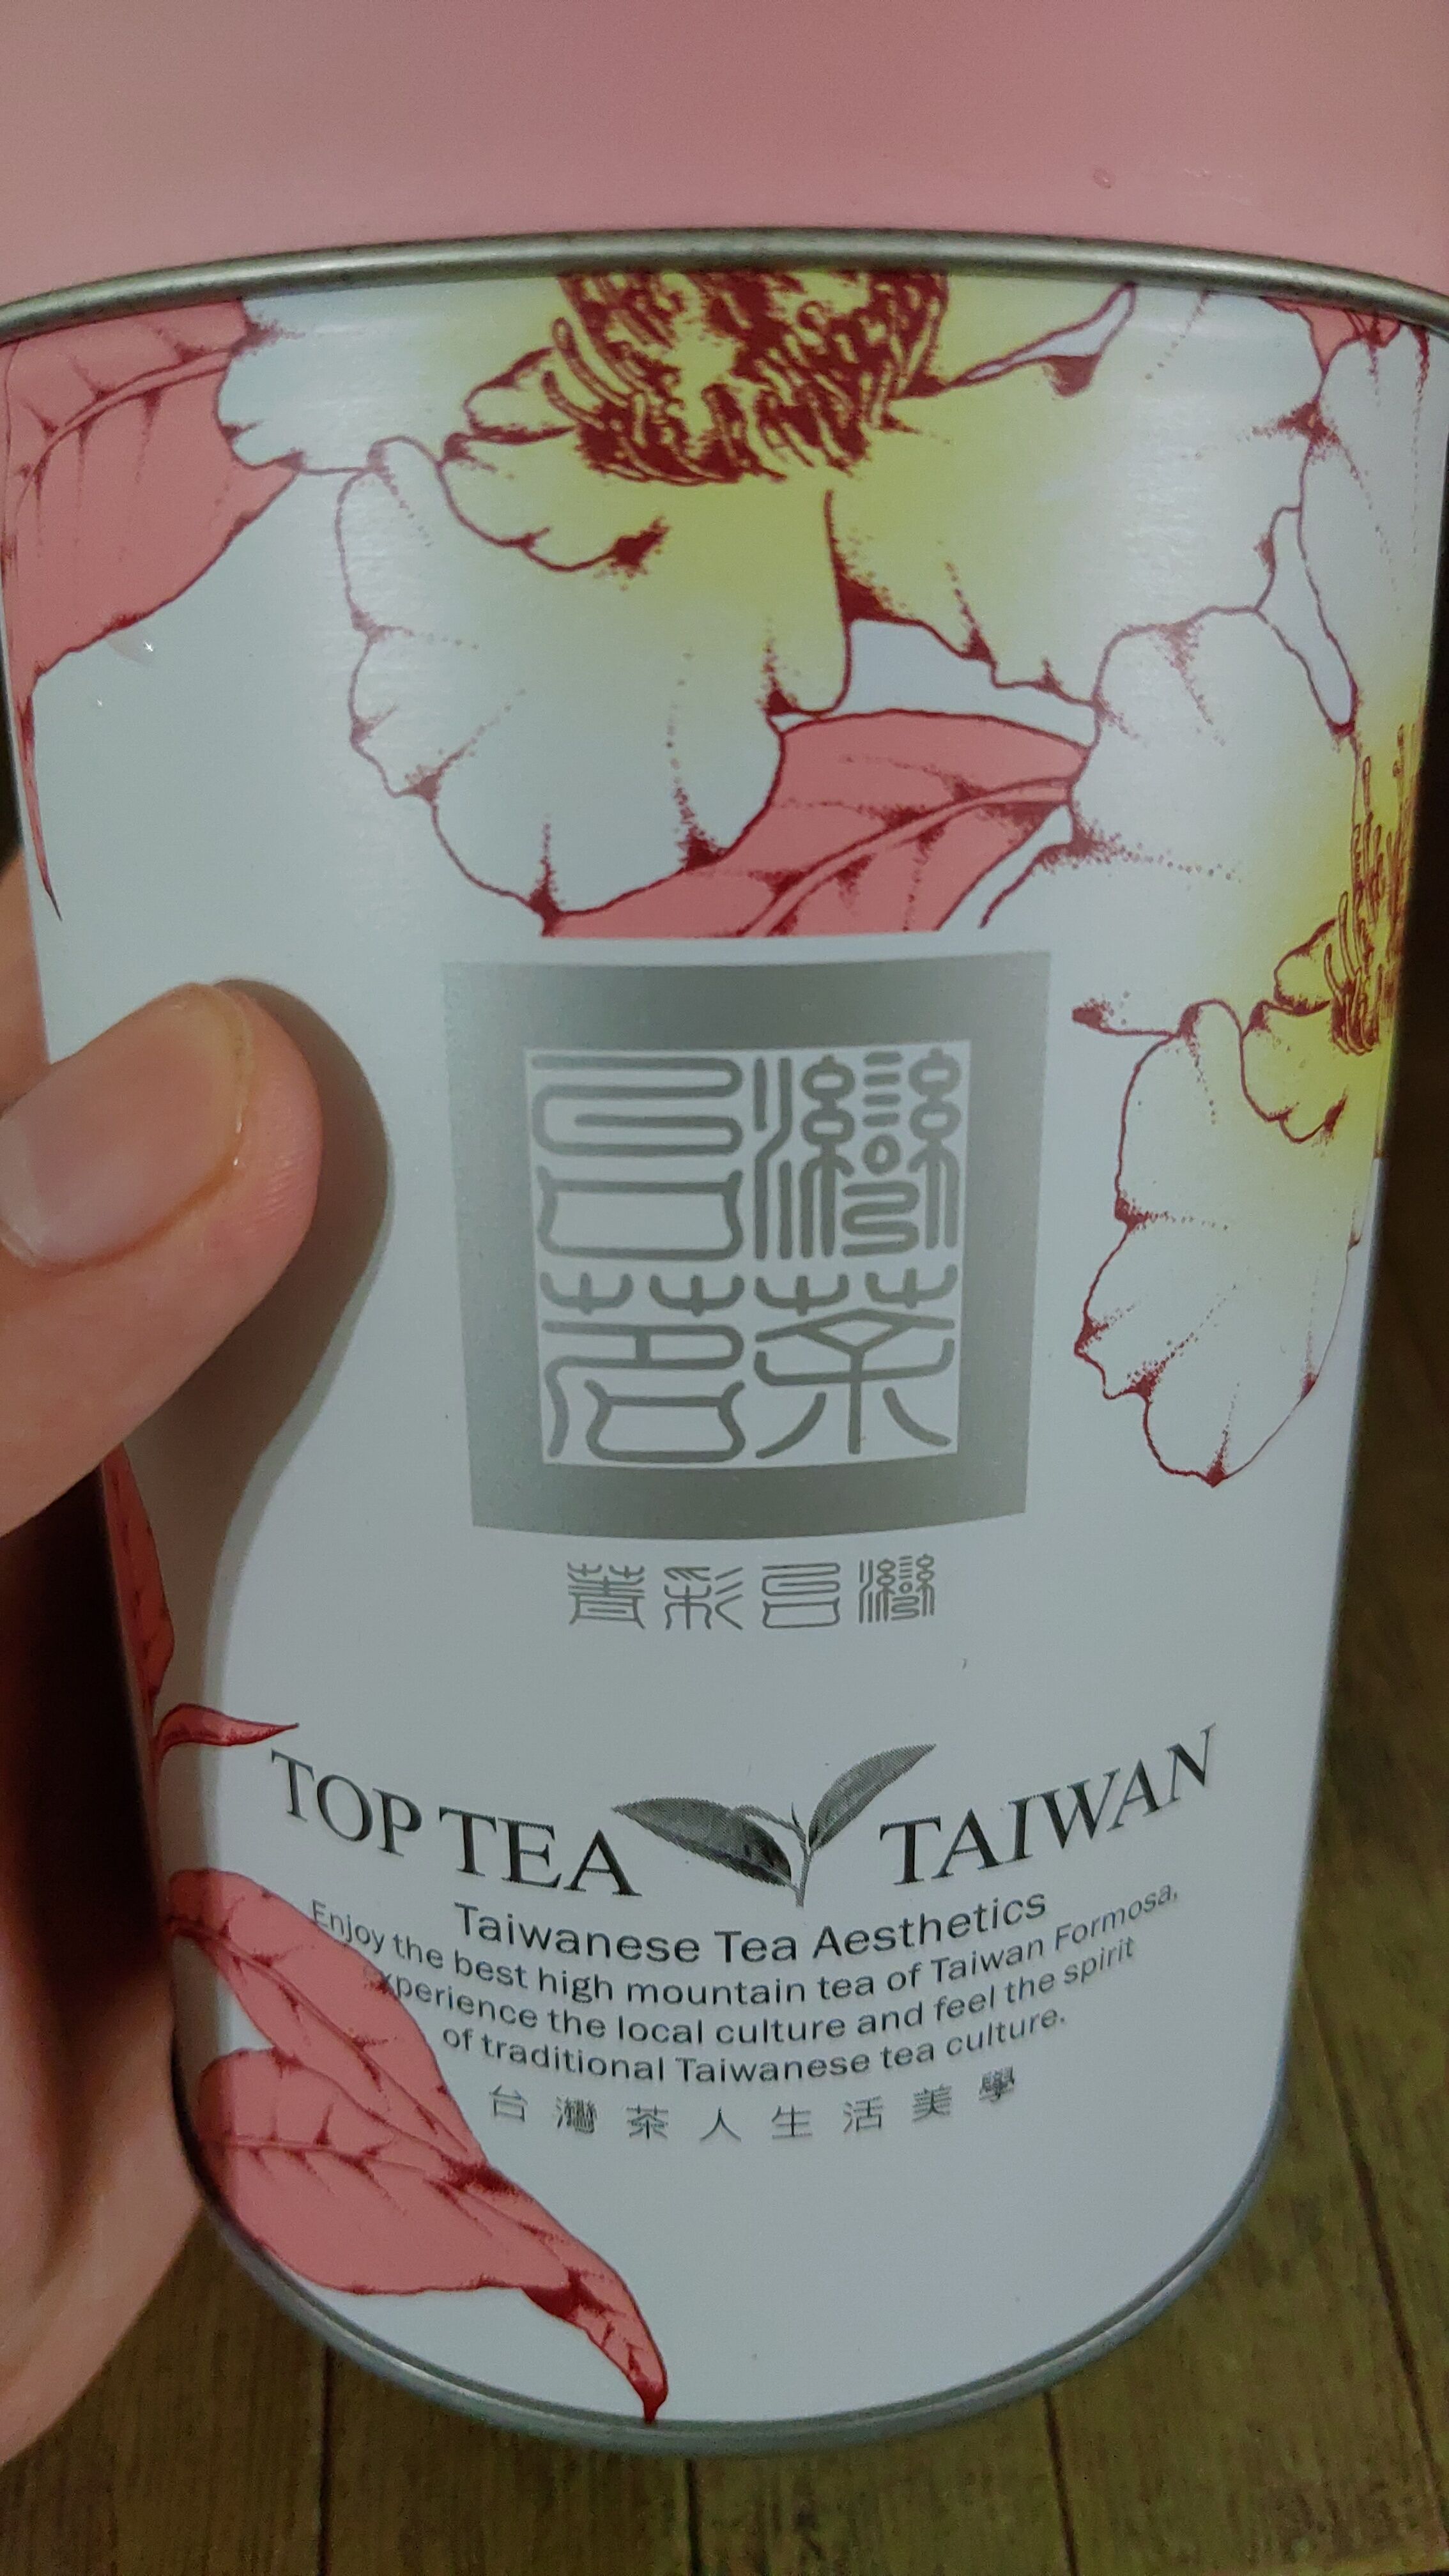 台灣
茗茶
菁彩台灣
TOP TEA TAIWAN
Taiwanese Tea Aesthetics
Enjoy the best high mountain tea of Taiwan Formosa,
xperience the local culture and feel the spirit
of traditional Taiwanese tea culture.
台灣茶人生活美學